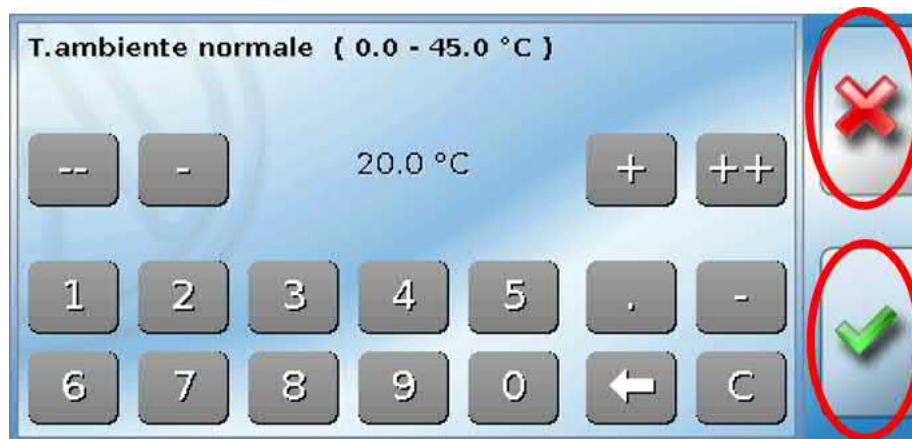 T.ambiente normale ( 0.0 - 45.0 °C )
-- - 20.0 °C + ++
1 2 3 4 5 . -
6 7 8 9 0 C